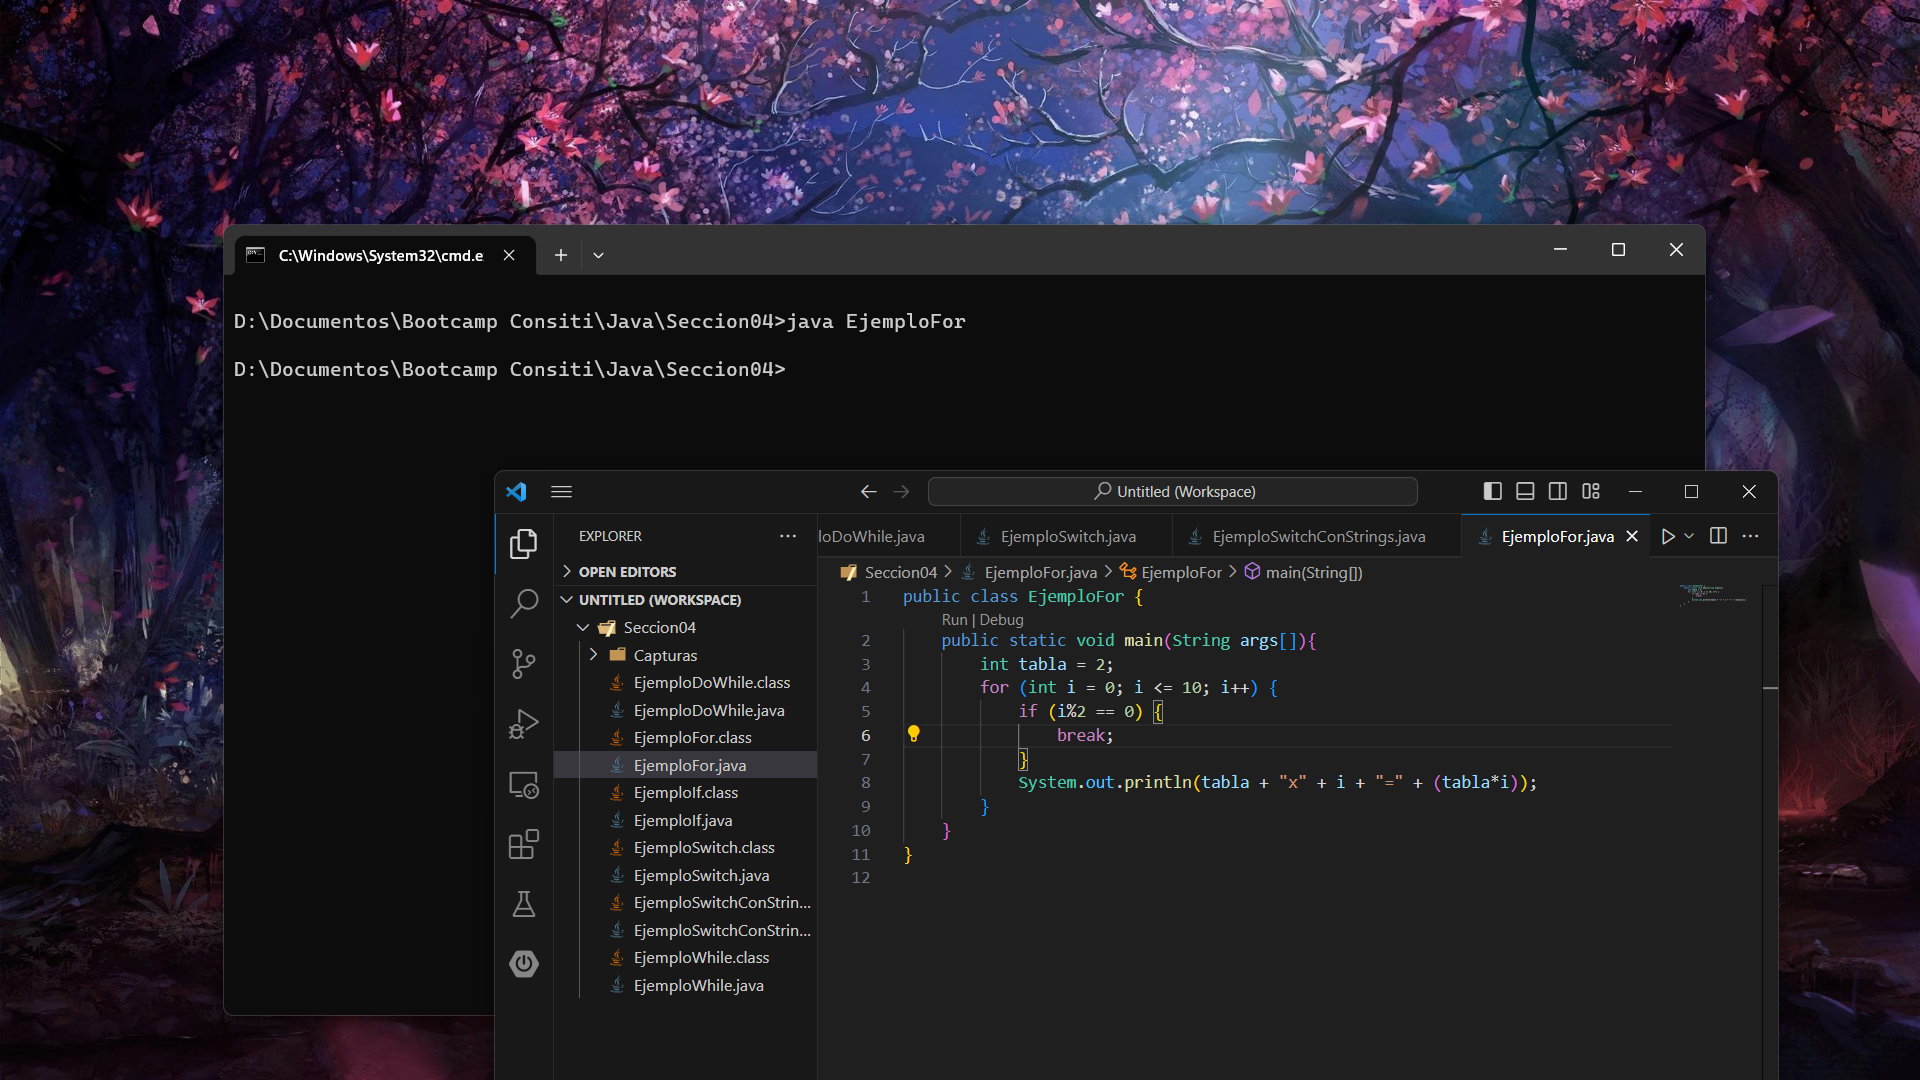 C:\Windows\System32\cmd.e
D:\Documentos\Bootcamp Consiti\Java\Seccion04>java EjemploFor
D:\Documentos\Bootcamp Consiti\Java\Seccion04>
Untitled (Workspace)
EXPLORER
OPEN EDITORS
UNTITLED (WORKSPACE)
Seccion04
Capturas
EjemploDoWhile.class
EjemploDoWhile.java
EjemploFor.class
EjemploFor.java
EjemploIf.class
EjemploIf.java
EjemploSwitch.class
EjemploSwitch.java
EjemploSwitchConStrin...
EjemploSwitchConStrin...
EjemploWhile.class
EjemploWhile.java
loDoWhile.java EjemploSwitch.java EjemploSwitchConStrings.java EjemploFor.java
Seccion04 > EjemploFor.java > EjemploFor > main(String[])
1 public class EjemploFor {
Run | Debug
2 public static void main(String args[]){
3 int tabla = 2;
4 for (int i = 0; i <= 10; i++) {
5 if (i%2 == 0) {
6 break;
7 }
8 System.out.println(tabla + "x" + i + "=" + (tabla*i));
9 }
10 }
11 }
12